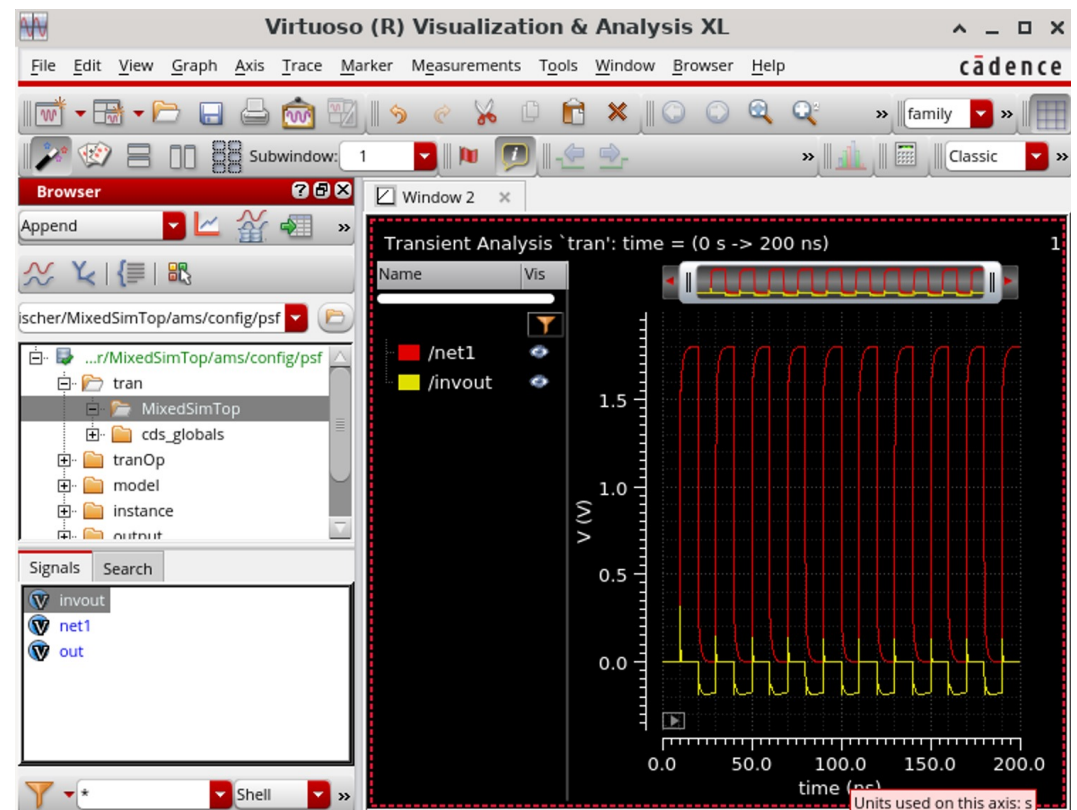 Virtuoso (R) Visualization & Analysis XL
File Edit View Graph Axis Trace Marker Measurements Tools Window Browser Help
cādence
» family »
Subwindow: 1
» Classic »
Browser
Append
»
ischer/MixedSimTop/ams/config/psf
...r/MixedSimTop/ams/config/psf
tran
MixedSimTop
cds_globals
tranOp
model
instance
output
Signals Search
invout
net1
out
* Shell »
Window 2
Transient Analysis `tran': time = (0 s -> 200 ns) 1
Name Vis
/net1
/invout
V (V)
1.5
1.0
0.5
0.0
0.0 50.0 100.0 150.0 200.0
time (ns)
Units used on this axis: s